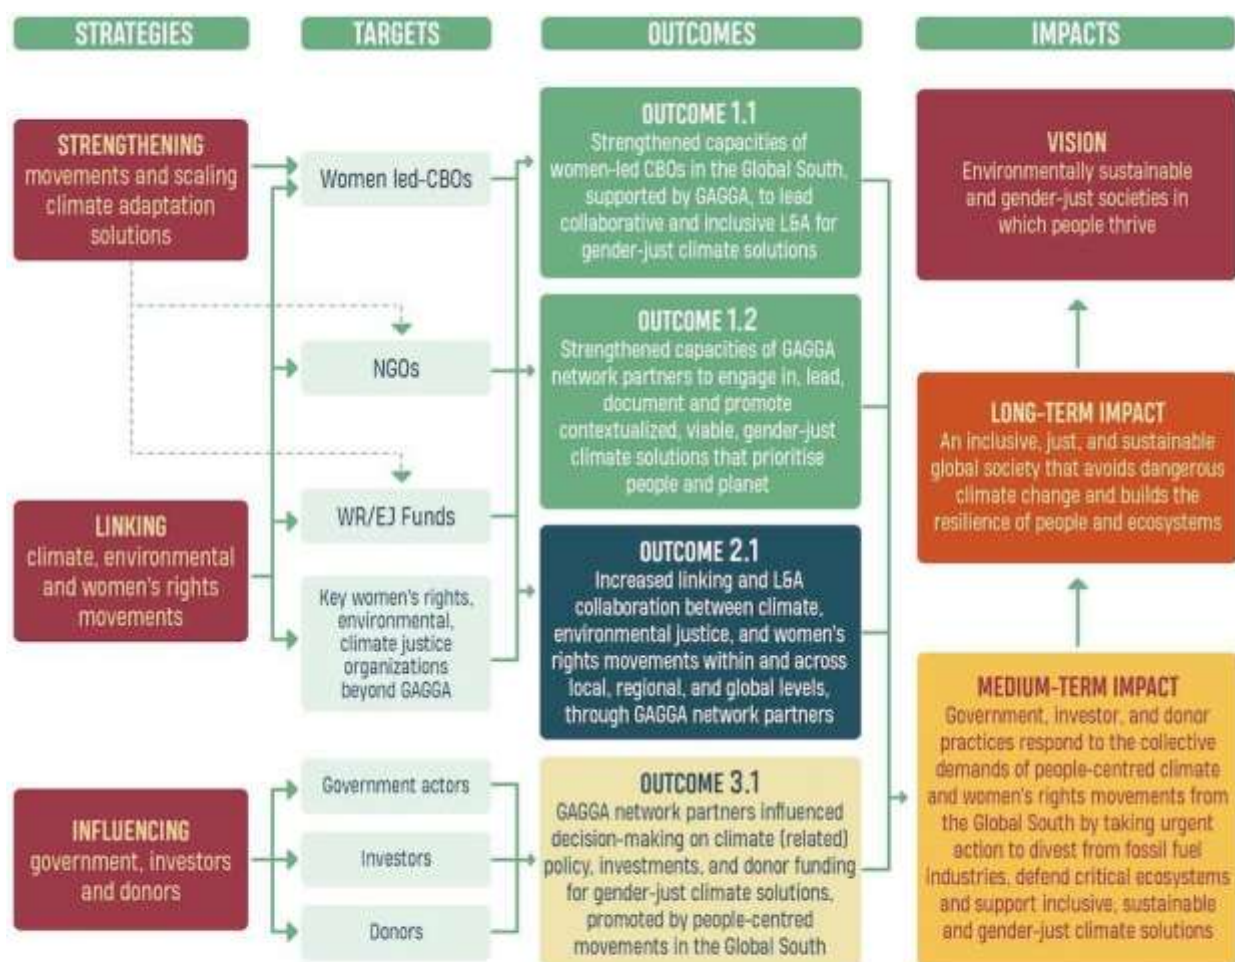 STRATEGIES
TARGETS
OUTCOMES
IMPACTS
STRENGTHENING
movements and scaling
climate adaptation
solutions
LINKING
climate, environmental
and women's rights
movements
INFLUENCING
government, investors
and donors
Women led-CBOs
NGOs
WR/EJ Funds
Key women's rights,
environmental,
climate justice
organizations
beyond GAGGA
Government actors
Investors
Donors
OUTCOME 1.1
Strengthened capacities of
women-led CBOs in the Global South,
supported by GAGGA, to lead
collaborative and inclusive L&A for
gender-just climate solutions
OUTCOME 1.2
Strengthened capacities of GAGGA
network partners to engage in, lead,
document and promote
contextualized, viable, gender-just
climate solutions that prioritise
people and planet
OUTCOME 2.1
Increased linking and L&A
collaboration between climate,
environmental justice, and women's
rights movements within and across
local, regional, and global levels,
through GAGGA network partners
OUTCOME 3.1
GAGGA network partners influenced
decision-making on climate (related)
policy, investments, and donor funding
for gender-just climate solutions,
promoted by people-centred
movements in the Global South
VISION
Environmentally sustainable
and gender-just societies in
which people thrive
LONG-TERM IMPACT
An inclusive, just, and sustainable
global society that avoids dangerous
climate change and builds the
resilience of people and ecosystems
MEDIUM-TERM IMPACT
Government, investor, and donor
practices respond to the collective
demands of people-centred climate
and women's rights movements from
the Global South by taking urgent
action to divest from fossil fuel
industries, defend critical ecosystems
and support inclusive, sustainable
and gender-just climate solutions